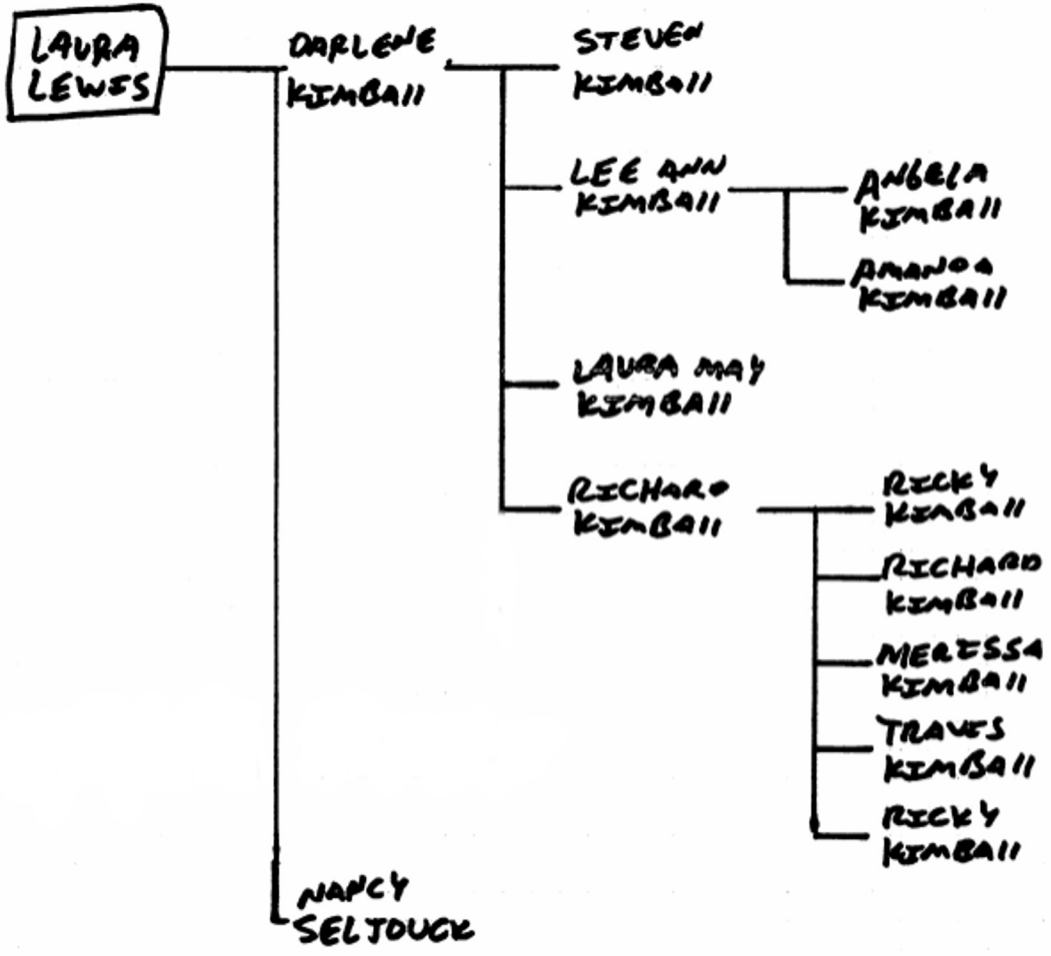 LAURA
LEWIS
DARLENE
KIMBAll
STEVEN
KIMBAll
LEE ANN
KIMBAll
ANGELA
KIMBAll
AMANDA
KIMBAll
LAURA MAY
KIMBAll
RICHARD
KIMBAll
RICKY
KIMBAll
RICHARD
KIMBAll
MERISSA
KIMBAll
TRAVIS
KIMBAll
RICKY
KIMBAll
NANCY
SELJOUCK